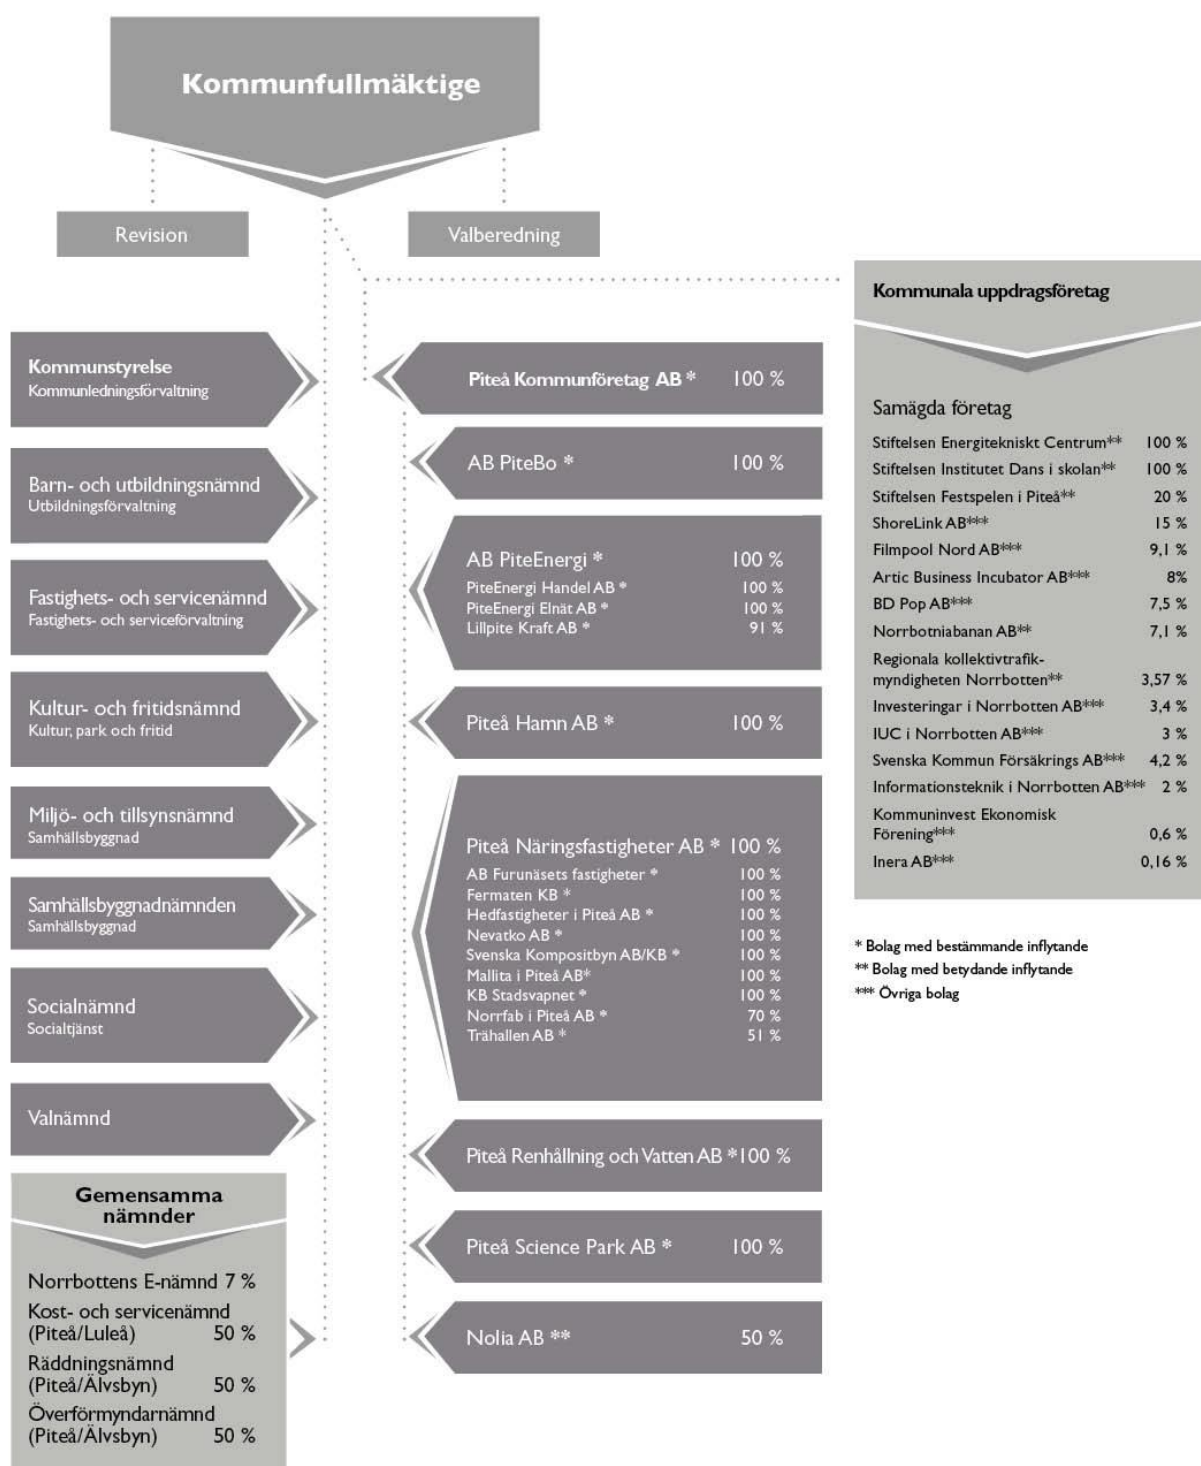 Kommunfullmäktige
Revision
Valberedning
Kommunstyrelse
Kommunledningsförvaltning
Barn- och utbildningsnämnd
Utbildningsförvaltning
Fastighets- och servicenämnd
Fastighets- och serviceförvaltning
Kultur- och fritidsnämnd
Kultur, park och fritid
Miljö- och tillsynsnämnd
Samhällsbyggnad
Samhällsbyggnadnämnden
Samhällsbyggnad
Socialnämnd
Socialtjänst
Valnämnd
Gemensamma
nämnder
Norrbottens E-nämnd 7 %
Kost- och servicenämnd
(Piteå/Luleå) 50 %
Räddningsnämnd
(Piteå/Älvsbyn) 50 %
Överförmyndarnämnd
(Piteå/Älvsbyn) 50 %
Piteå Kommunföretag AB * 100 %
AB PiteBo * 100 %
AB PiteEnergi * 100 %
PiteEnergi Handel AB * 100 %
PiteEnergi Elnät AB * 100 %
Lillpite Kraft AB * 91 %
Piteå Hamn AB * 100 %
Piteå Näringsfastigheter AB * 100 %
AB Furunäsets fastigheter * 100 %
Fermaten KB * 100 %
Hedfastigheter i Piteå AB * 100 %
Nevatko AB * 100 %
Svenska Kompositbyn AB/KB * 100 %
Mallita i Piteå AB* 100 %
KB Stadsvapnet * 100 %
Norrfab i Piteå AB * 70 %
Trähallen AB * 51 %
Piteå Renhållning och Vatten AB *100 %
Piteå Science Park AB * 100 %
Nolia AB ** 50 %
Kommunala uppdragsföretag
Samägda företag
Stiftelsen Energitekniskt Centrum** 100 %
Stiftelsen Institutet Dans i skolan** 100 %
Stiftelsen Festspelen i Piteå** 20 %
ShoreLink AB*** 15 %
Filmpool Nord AB*** 9,1 %
Artic Business Incubator AB*** 8%
BD Pop AB*** 7,5 %
Norrbotniabanan AB** 7,1 %
Regionala kollektivtrafik-
myndigheten Norrbotten** 3,57 %
Investeringar i Norrbotten AB*** 3,4 %
IUC i Norrbotten AB*** 3 %
Svenska Kommun Försäkrings AB*** 4,2 %
Informationsteknik i Norrbotten AB*** 2 %
Kommuninvest Ekonomisk
Förening*** 0,6 %
Inera AB*** 0,16 %
* Bolag med bestämmande inflytande
** Bolag med betydande inflytande
*** Övriga bolag